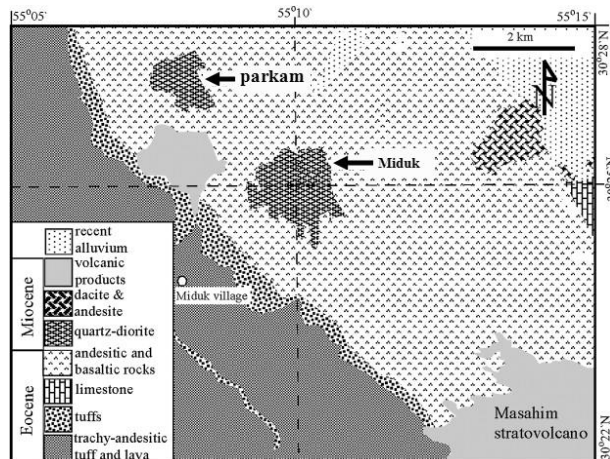 55°05'
55°10'
55°15'
2 km
30°28'N
parkam
Miduk
recent
alluvium
volcanic
products
dacite &
andesite
quartz-diorite
Miocene
andesitic and
basaltic rocks
limestone
tuffs
trachy-andesitic
tuff and lava
Eocene
Miduk village
Masahim
stratovolcano
30°22'N